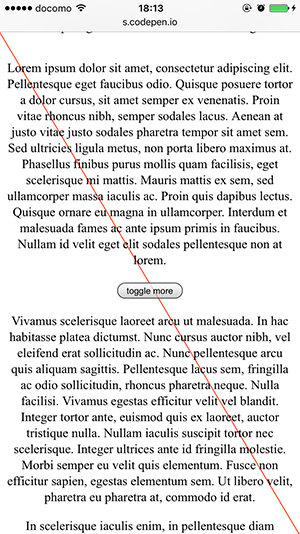 docomo 18:13
s.codepen.io
Lorem ipsum dolor sit amet, consectetur adipiscing elit.
Pellentesque eget faucibus odio. Quisque posuere tortor
a dolor cursus, sit amet semper ex venenatis. Proin
vitae rhoncus nibh, semper sodales lacus. Aenean at
justo vitae justo sodales pharetra tempor sit amet sem.
Sed ultricies ligula metus, non porta libero maximus at.
Phasellus finibus purus mollis quam facilisis, eget
scelerisque mi mattis. Mauris mattis ex sem, sed
ullamcorper massa iaculis ac. Proin quis dapibus lectus.
Quisque ornare eu magna in ullamcorper. Interdum et
malesuada fames ac ante ipsum primis in faucibus.
Nullam id velit eget elit sodales pellentesque non at
lorem.
toggle more
Vivamus scelerisque laoreet arcu ut malesuada. In hac
habitasse platea dictumst. Nunc cursus auctor nibh, vel
eleifend erat sollicitudin ac. Nunc pellentesque arcu
quis aliquam sagittis. Pellentesque lacus sem, fringilla
ac odio sollicitudin, rhoncus pharetra neque. Nulla
facilisi. Vivamus egestas efficitur velit vel blandit.
Integer tortor ante, euismod quis ex laoreet, auctor
tristique nulla. Nullam iaculis suscipit tortor nec
scelerisque. Integer ultrices ante id fringilla molestie.
Morbi semper eu velit quis elementum. Fusce non
efficitur sapien, egestas elementum sem. Ut libero velit,
pharetra eu pharetra at, commodo id erat.
In scelerisque iaculis enim, in pellentesque diam